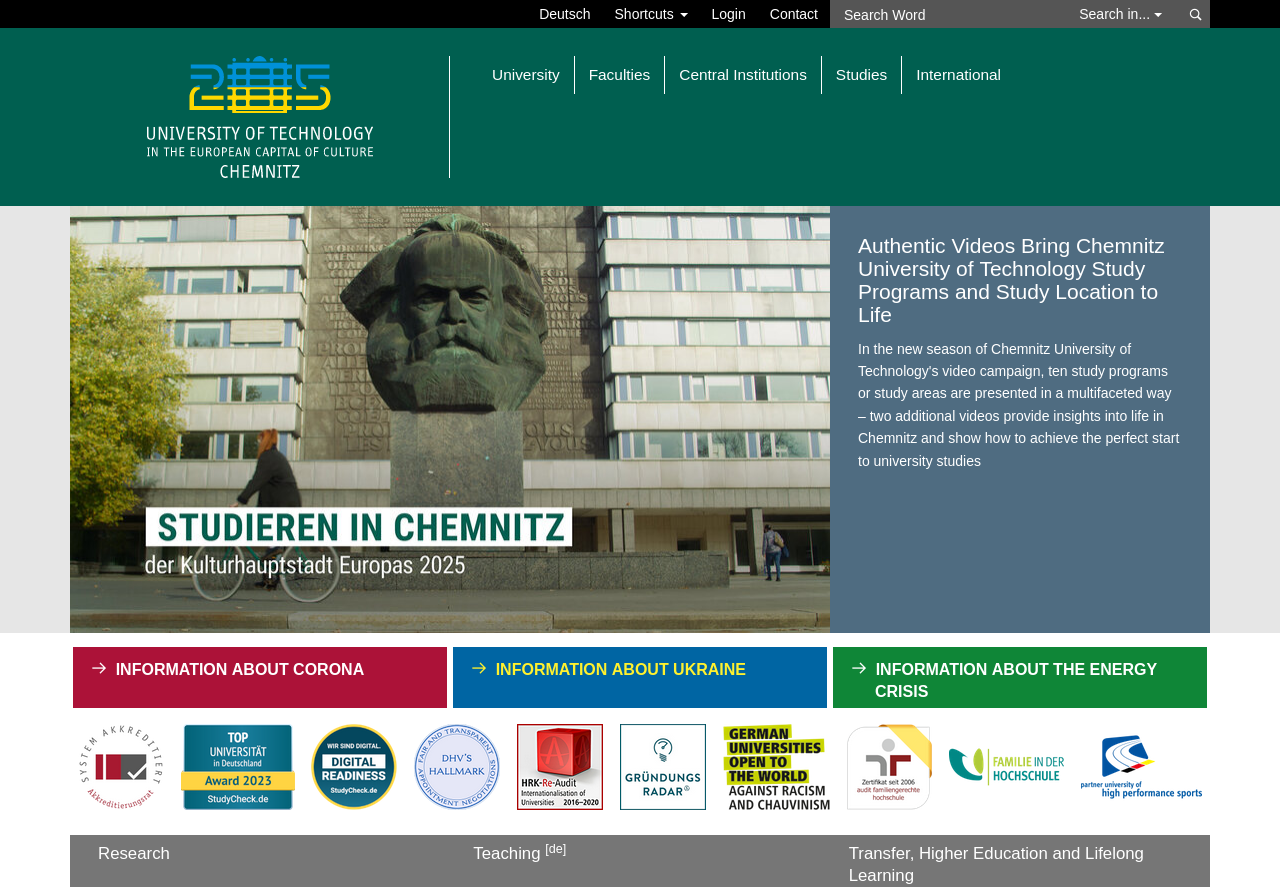 Deutsch Shortcuts Login Contact Search Word Search in...
University Faculties Central Institutions Studies International
UNIVERSITY OF TECHNOLOGY
IN THE EUROPEAN CAPITAL OF CULTURE
CHEMNITZ
STUDIEREN IN CHEMNITZ
der Kulturhauptstadt Europas 2025
Authentic Videos Bring Chemnitz
University of Technology Study
Programs and Study Location to
Life
In the new season of Chemnitz University of
Technology's video campaign, ten study programs
or study areas are presented in a multifaceted way
– two additional videos provide insights into life in
Chemnitz and show how to achieve the perfect start
to university studies
INFORMATION ABOUT CORONA
INFORMATION ABOUT UKRAINE
INFORMATION ABOUT THE ENERGY
CRISIS
SYSTEM AKKREDITIERT
Akkreditierungsrat
TOP
UNIVERSITÄT
in Deutschland
Award 2023
StudyCheck.de
WIR SIND DIGITAL.
DIGITAL
READINESS
StudyCheck.de
FAIR AND TRANSPARENT
DHV'S
HALLMARK
APPOINTMENT NEGOTIATIONS
HRK-Re-Audit
Internationalisation of
Universities 2016–2020
GRÜNDUNGS
RADAR
GERMAN
UNIVERSITIES
OPEN TO
THE WORLD
AGAINST RACISM
AND CHAUVINISM
Zertifikat seit 2006
audit familiengerechte
hochschule
FAMILIE IN DER
HOCHSCHULE
partner university of
high performance sports
Research
Teaching [de]
Transfer, Higher Education and Lifelong
Learning